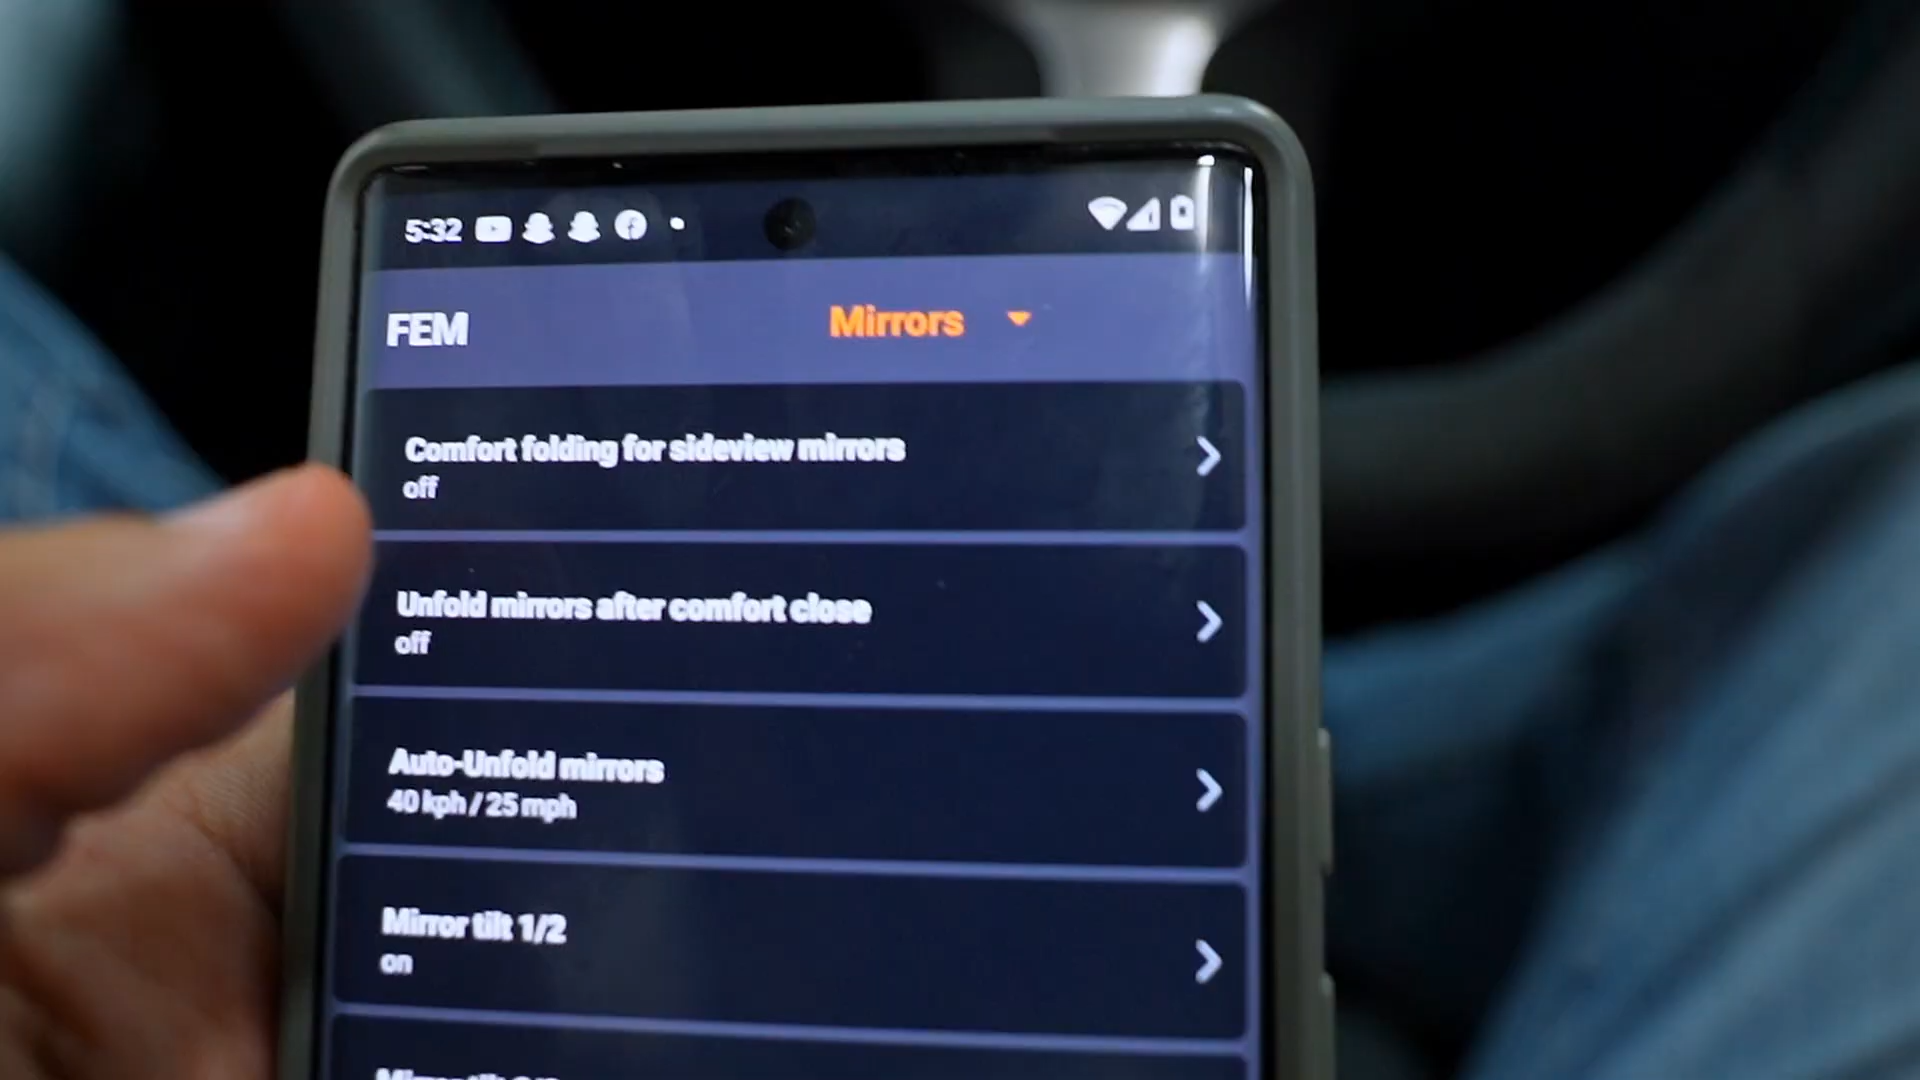 5:32
FEM
Mirrors
Comfort folding for sideview mirrors
off
Unfold mirrors after comfort close
off
Auto-Unfold mirrors
40 kph / 25 mph
Mirror tilt 1/2
on